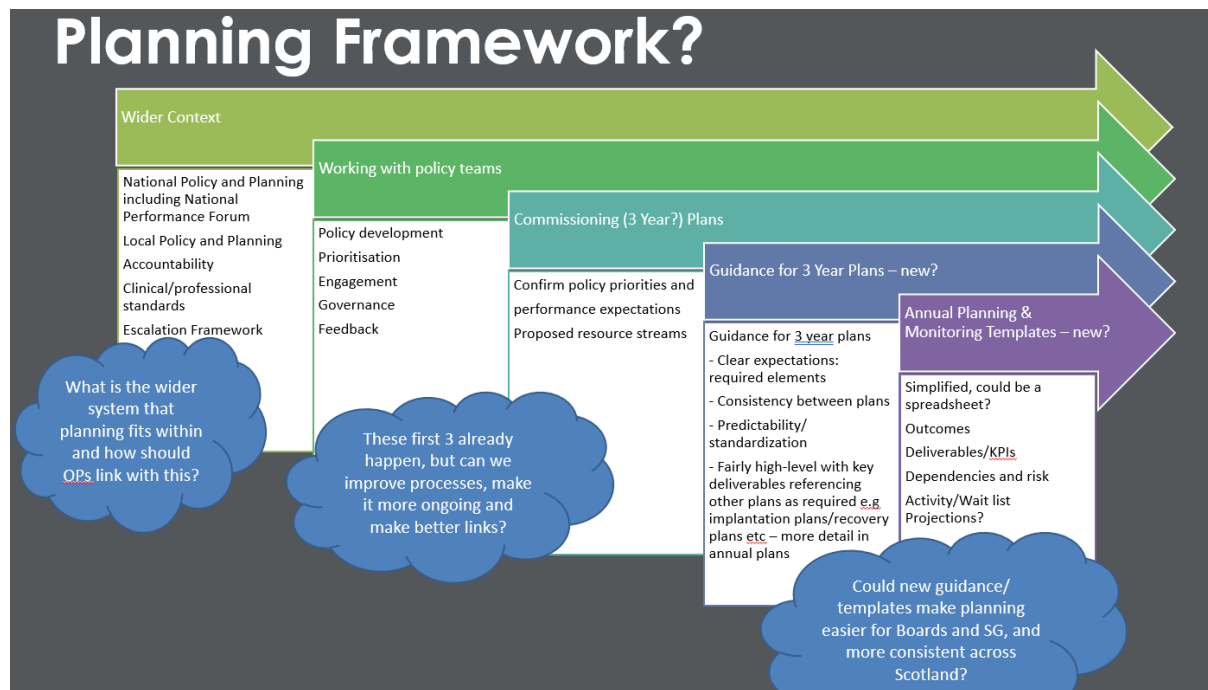 Planning Framework?
Wider Context
National Policy and Planning
including National
Performance Forum
Local Policy and Planning
Accountability
Clinical/professional
standards
Escalation Framework
What is the wider
system that
planning fits within
and how should
OPs link with this?
Working with policy teams
Policy development
Prioritisation
Engagement
Governance
Feedback
These first 3 already
happen, but can we
improve processes, make
it more ongoing and
make better links?
Commissioning (3 Year?) Plans
Confirm policy priorities and
performance expectations
Proposed resource streams
Guidance for 3 Year Plans – new?
Guidance for 3 year plans
- Clear expectations:
required elements
- Consistency between plans
- Predictability/
standardization
- Fairly high-level with key
deliverables referencing
other plans as required e.g
implantation plans/recovery
plans etc – more detail in
annual plans
Annual Planning &
Monitoring Templates – new?
Simplified, could be a
spreadsheet?
Outcomes
Deliverables/KPIs
Dependencies and risk
Activity/Wait list
Projections?
Could new guidance/
templates make planning
easier for Boards and SG, and
more consistent across
Scotland?